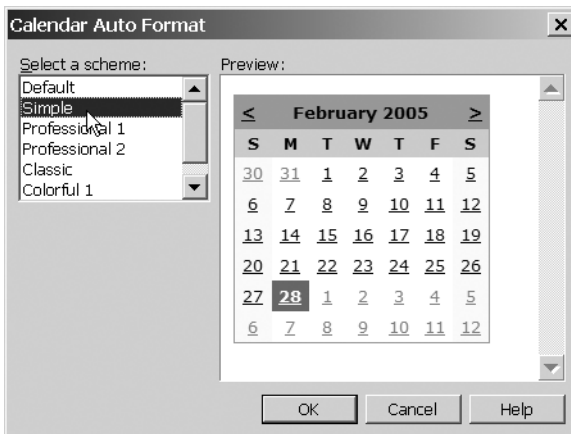 Calendar Auto Format
Select a scheme:
Default
Simple
Professional 1
Professional 2
Classic
Colorful 1
Preview:
< February 2005 >
S M T W T F S
30 31 1 2 3 4 5
6 7 8 9 10 11 12
13 14 15 16 17 18 19
20 21 22 23 24 25 26
27 28 1 2 3 4 5
6 7 8 9 10 11 12
OK Cancel Help